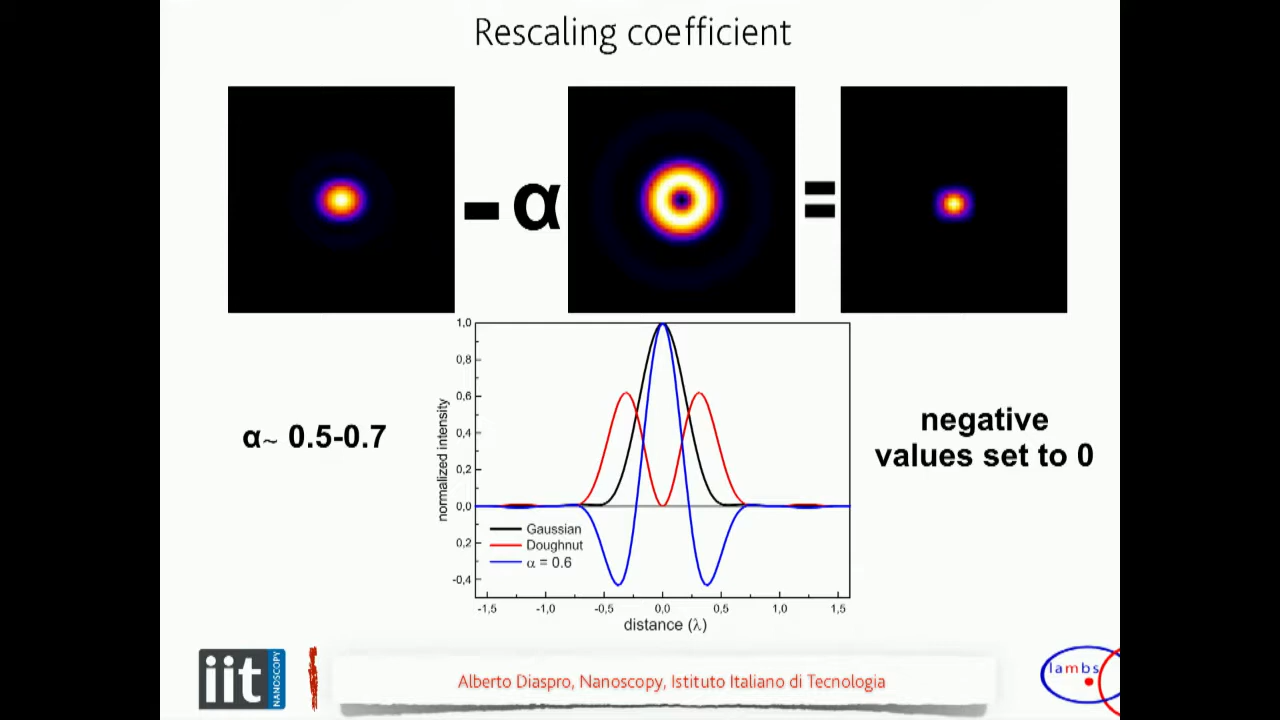 Rescaling coefficient
- α =
1,0
0,8
0,6
0,4
0,2
0,0
0,2
-0,4
normalized intensity
Gaussian
Doughnut
α = 0.6
-1,5 -1,0 -0,5 0,0 0,5 1,0 1,5
distance (λ)
α~ 0.5-0.7
negative
values set to 0
iit
NANOSCOPY
Alberto Diaspro, Nanoscopy, Istituto Italiano di Tecnologia
lambs